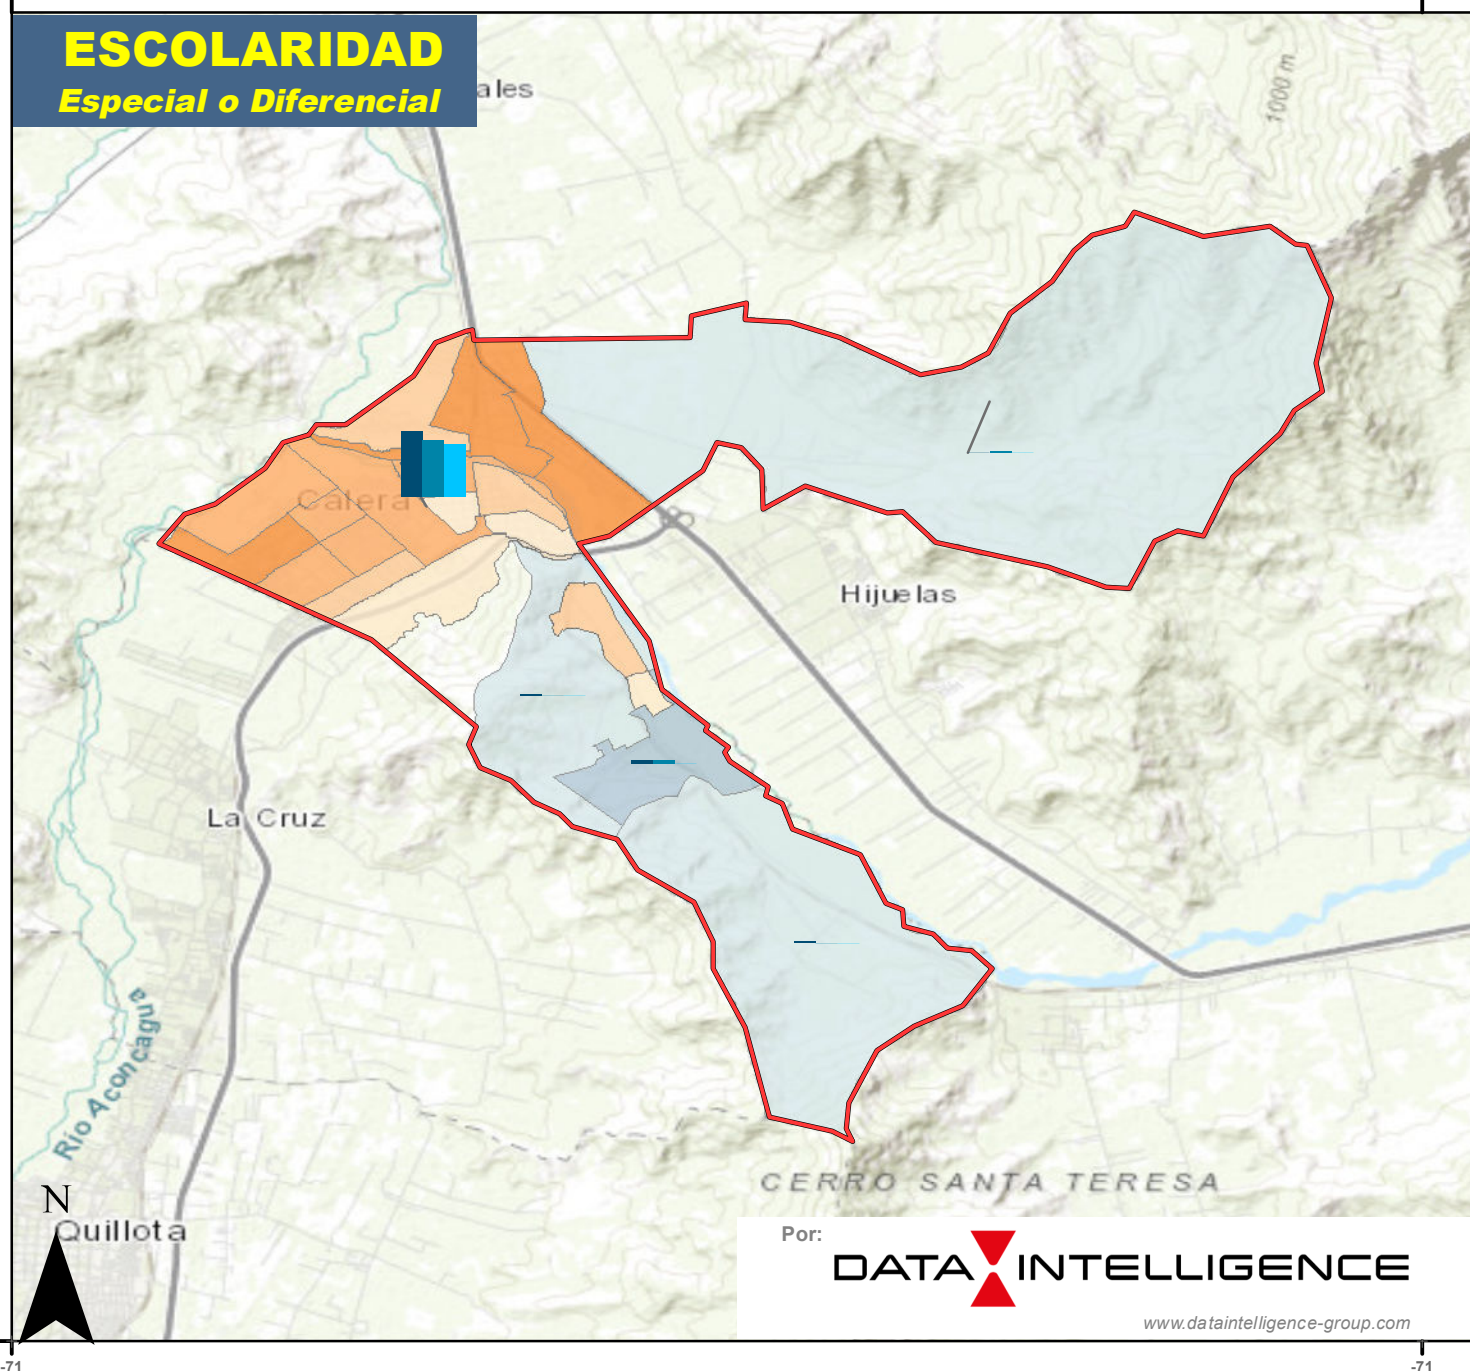 ESCOLARIDAD
Especial o Diferencial
ales
1000 m
Calera
Hijuelas
La Cruz
Río Aconcagua
CERRO SANTA TERESA
N
Quillota
Por:
DATA INTELLIGENCE
www.dataintelligence-group.com
-71
-71